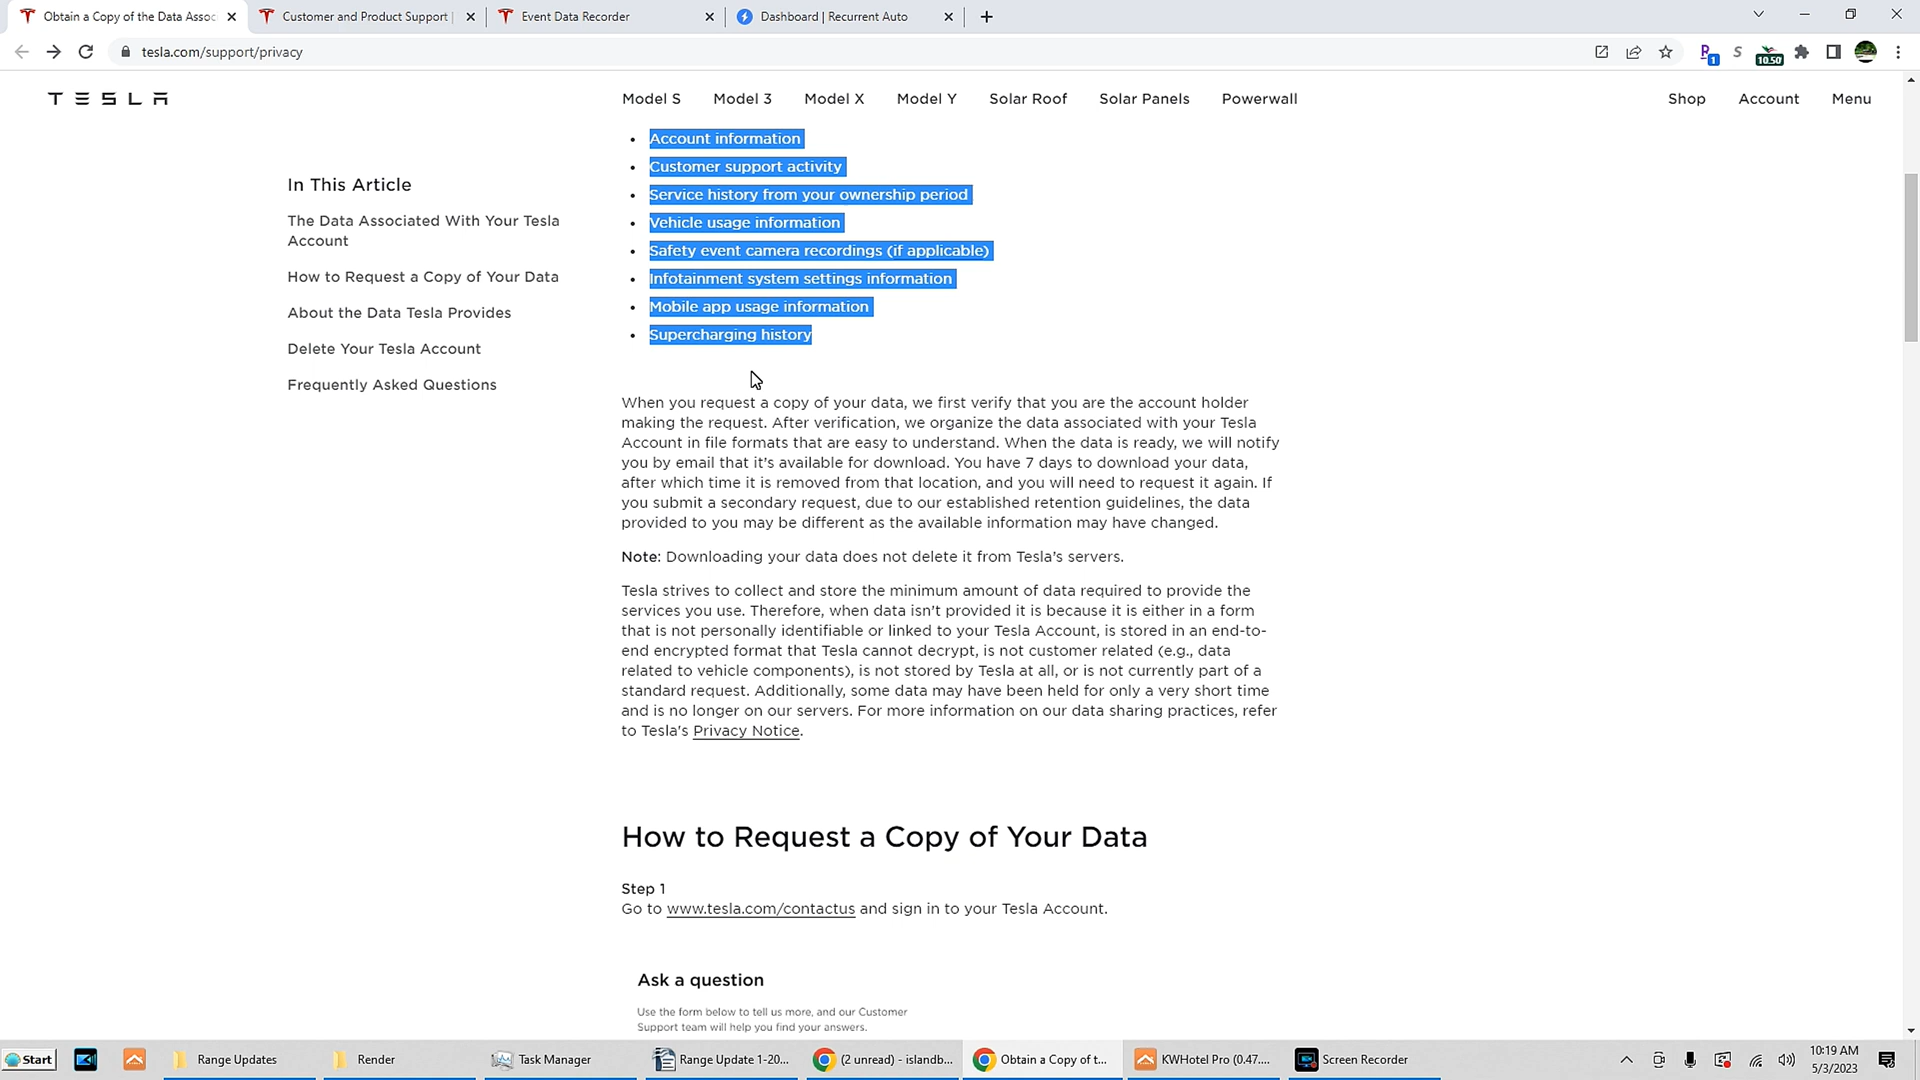 Obtain a Copy of the Data Assoc
Customer and Product Support |
Event Data Recorder
Dashboard | Recurrent Auto
tesla.com/support/privacy
1
S
10.50
TESLA
Model S
Model 3
Model X
Model Y
Solar Roof
Solar Panels
Powerwall
Shop
Account
Menu
In This Article
The Data Associated With Your Tesla
Account
How to Request a Copy of Your Data
About the Data Tesla Provides
Delete Your Tesla Account
Frequently Asked Questions
• Account information
• Customer support activity
• Service history from your ownership period
• Vehicle usage information
• Safety event camera recordings (if applicable)
• Infotainment system settings information
• Mobile app usage information
• Supercharging history
When you request a copy of your data, we first verify that you are the account holder
making the request. After verification, we organize the data associated with your Tesla
Account in file formats that are easy to understand. When the data is ready, we will notify
you by email that it's available for download. You have 7 days to download your data,
after which time it is removed from that location, and you will need to request it again. If
you submit a secondary request, due to our established retention guidelines, the data
provided to you may be different as the available information may have changed.
Note: Downloading your data does not delete it from Tesla's servers.
Tesla strives to collect and store the minimum amount of data required to provide the
services you use. Therefore, when data isn't provided it is because it is either in a form
that is not personally identifiable or linked to your Tesla Account, is stored in an end-to-
end encrypted format that Tesla cannot decrypt, is not customer related (e.g., data
related to vehicle components), is not stored by Tesla at all, or is not currently part of a
standard request. Additionally, some data may have been held for only a very short time
and is no longer on our servers. For more information on our data sharing practices, refer
to Tesla's Privacy Notice.
How to Request a Copy of Your Data
Step 1
Go to www.tesla.com/contactus and sign in to your Tesla Account.
Ask a question
Use the form below to tell us more, and our Customer
Support team will help you find your answers.
Start
Range Updates
Render
Task Manager
Range Update 1-20...
(2 unread) - islandb...
Obtain a Copy of t...
KWHotel Pro (0.47....
Screen Recorder
10:19 AM
5/3/2023